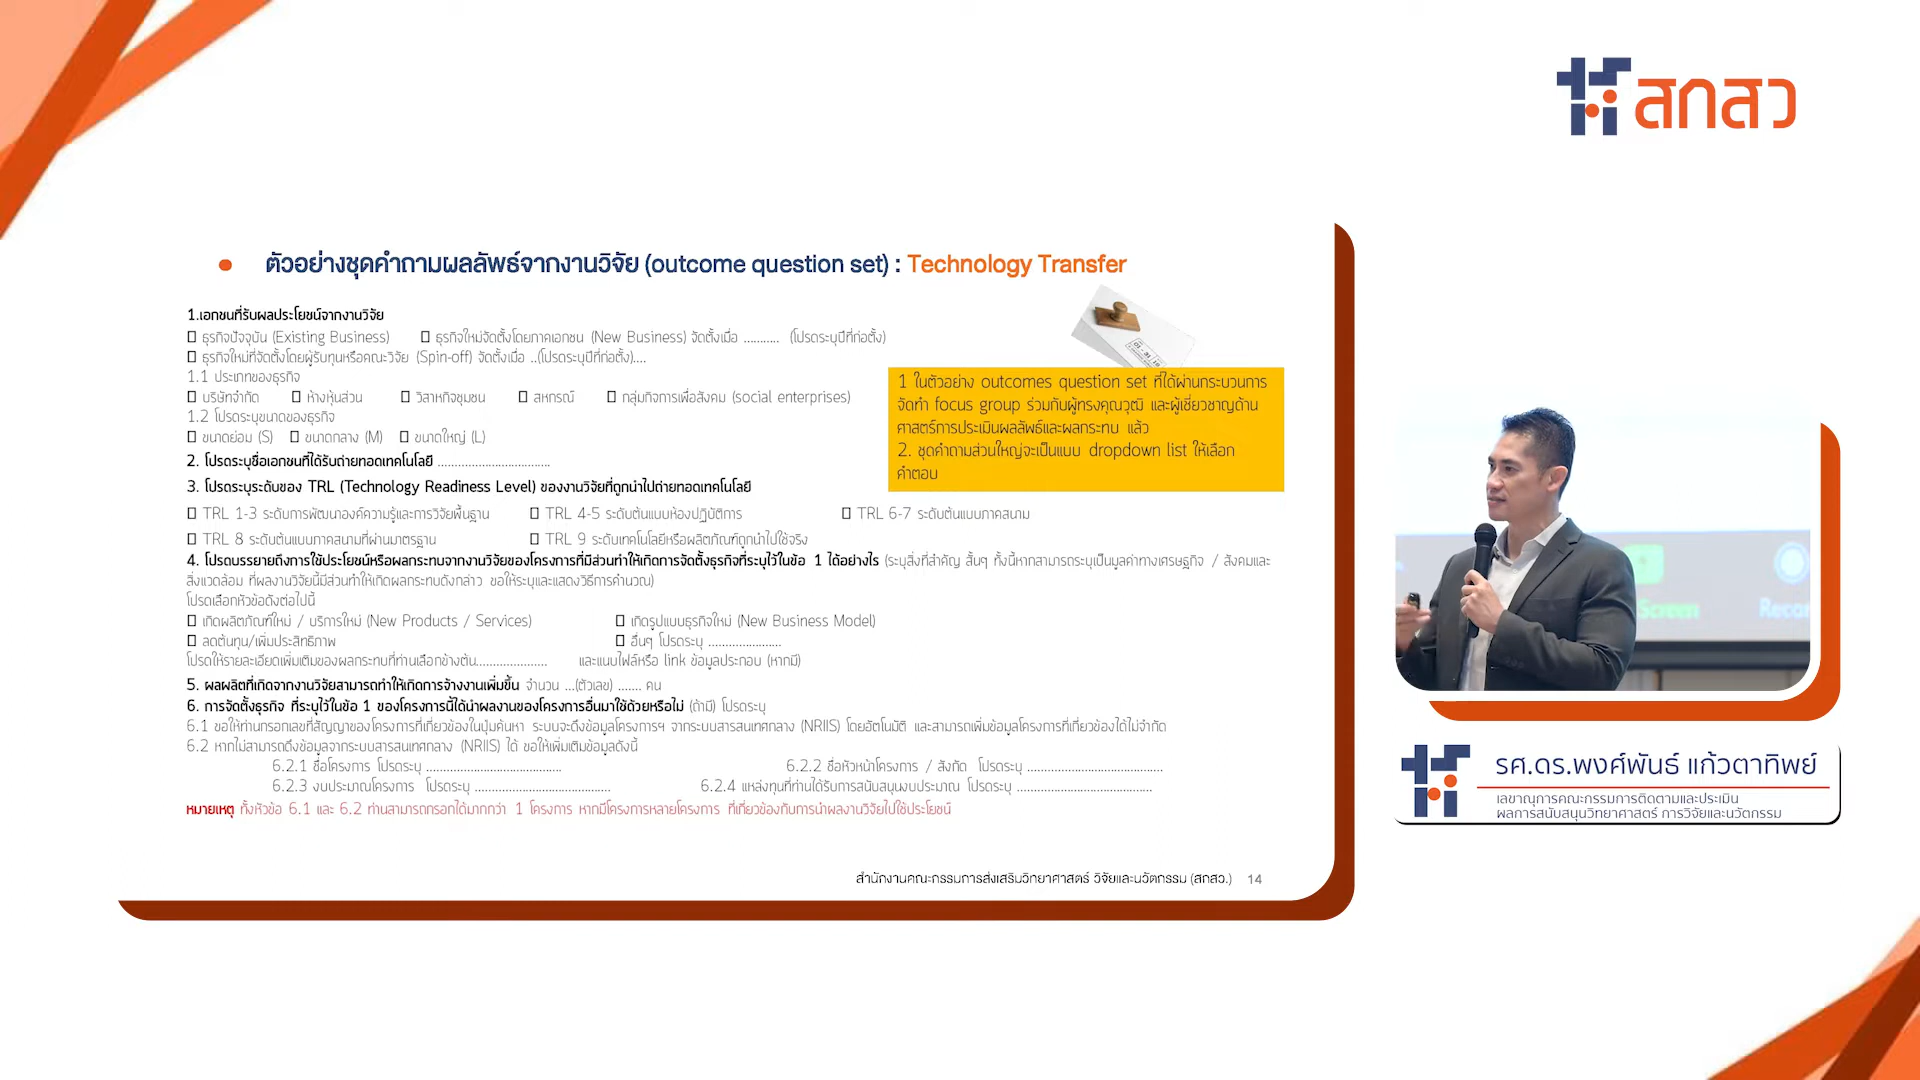 สกสว
ตัวอย่างชุดคำถามผลลัพธ์จากงานวิจัย (outcome question set) : Technology Transfer
1.เอกชนที่รับผลประโยชน์จากงานวิจัย
ธุรกิจปัจจุบัน (Existing Business) ธุรกิจใหม่จัดตั้งโดยภาคเอกชน (New Business) จัดตั้งเมื่อ ........... (โปรดระบุปีที่ก่อตั้ง)
ธุรกิจใหม่ที่จัดตั้งโดยผู้รับทุนหรือคณะวิจัย (Spin-off) จัดตั้งเมื่อ ..(โปรดระบุปีที่ก่อตั้ง)....
1.1 ประเภทของธุรกิจ
บริษัทจำกัด ห้างหุ้นส่วน วิสาหกิจชุมชน สหกรณ์ กลุ่มกิจการเพื่อสังคม (social enterprises)
1.2 โปรดระบุขนาดของธุรกิจ
ขนาดย่อม (S) ขนาดกลาง (M) ขนาดใหญ่ (L)
2. โปรดระบุชื่อเอกชนที่ได้รับถ่ายทอดเทคโนโลยี .................................
3. โปรดระบุระดับของ TRL (Technology Readiness Level) ของงานวิจัยที่ถูกนำไปถ่ายทอดเทคโนโลยี
TRL 1-3 ระดับการพัฒนาองค์ความรู้และการวิจัยพื้นฐาน TRL 4-5 ระดับต้นแบบห้องปฏิบัติการ TRL 6-7 ระดับต้นแบบภาคสนาม
TRL 8 ระดับต้นแบบภาคสนามที่ผ่านมาตรฐาน TRL 9 ระดับเทคโนโลยีหรือผลิตภัณฑ์ถูกนำไปใช้จริง
4. โปรดบรรยายถึงการใช้ประโยชน์หรือผลกระทบจากงานวิจัยของโครงการที่มีส่วนทำให้เกิดการจัดตั้งธุรกิจที่ระบุไว้ในข้อ 1 ได้อย่างไร (ระบุสิ่งที่สำคัญ สั้นๆ ทั้งนี้หากสามารถระบุเป็นมูลค่าทางเศรษฐกิจ / สังคมและ
สิ่งแวดล้อม ที่ผลงานวิจัยนี้มีส่วนทำให้เกิดผลกระทบดังกล่าว ขอให้ระบุและแสดงวิธีการคำนวณ)
โปรดเลือกหัวข้อดังต่อไปนี้
เกิดผลิตภัณฑ์ใหม่ / บริการใหม่ (New Products / Services) เกิดรูปแบบธุรกิจใหม่ (New Business Model)
ลดต้นทุน/เพิ่มประสิทธิภาพ อื่นๆ โปรดระบุ ......................
โปรดให้รายละเอียดเพิ่มเติมของผลกระทบที่ท่านเลือกข้างต้น..................... และแนบไฟล์หรือ link ข้อมูลประกอบ (หากมี)
5. ผลผลิตที่เกิดจากงานวิจัยสามารถทำให้เกิดการจ้างงานเพิ่มขึ้น จำนวน ...(ตัวเลข) ....... คน
6. การจัดตั้งธุรกิจ ที่ระบุไว้ในข้อ 1 ของโครงการนี้ได้นำผลงานของโครงการอื่นมาใช้ด้วยหรือไม่ (ถ้ามี) โปรดระบุ
6.1 ขอให้ท่านกรอกเลขที่สัญญาของโครงการที่เกี่ยวข้องในปุ่มค้นหา ระบบจะดึงข้อมูลโครงการฯ จากระบบสารสนเทศกลาง (NRIIS) โดยอัตโนมัติ และสามารถเพิ่มข้อมูลโครงการที่เกี่ยวข้องได้ไม่จำกัด
6.2 หากไม่สามารถดึงข้อมูลจากระบบสารสนเทศกลาง (NRIIS) ได้ ขอให้เพิ่มเติมข้อมูลดังนี้
6.2.1 ชื่อโครงการ โปรดระบุ ........................................ 6.2.2 ชื่อหัวหน้าโครงการ / สังกัด โปรดระบุ ........................................
6.2.3 งบประมาณโครงการ โปรดระบุ ........................................ 6.2.4 แหล่งทุนที่ท่านได้รับการสนับสนุนงบประมาณ โปรดระบุ ........................................
หมายเหตุ ทั้งหัวข้อ 6.1 และ 6.2 ท่านสามารถกรอกได้มากกว่า 1 โครงการ หากมีโครงการหลายโครงการ ที่เกี่ยวข้องกับการนำผลงานวิจัยไปใช้ประโยชน์
1 ในตัวอย่าง outcomes question set ที่ได้ผ่านกระบวนการ
จัดทำ focus group ร่วมกับผู้ทรงคุณวุฒิ และผู้เชี่ยวชาญด้าน
ศาสตร์การประเมินผลลัพธ์และผลกระทบ แล้ว
2. ชุดคำถามส่วนใหญ่จะเป็นแบบ dropdown list ให้เลือก
คำตอบ
สำนักงานคณะกรรมการส่งเสริมวิทยาศาสตร์ วิจัยและนวัตกรรม (สกสว.) 14
Screen
รศ.ดร.พงศ์พันธ์ แก้วตาทิพย์
เลขานุการคณะกรรมการติดตามและประเมิน
ผลการสนับสนุนวิทยาศาสตร์ การวิจัยและนวัตกรรม